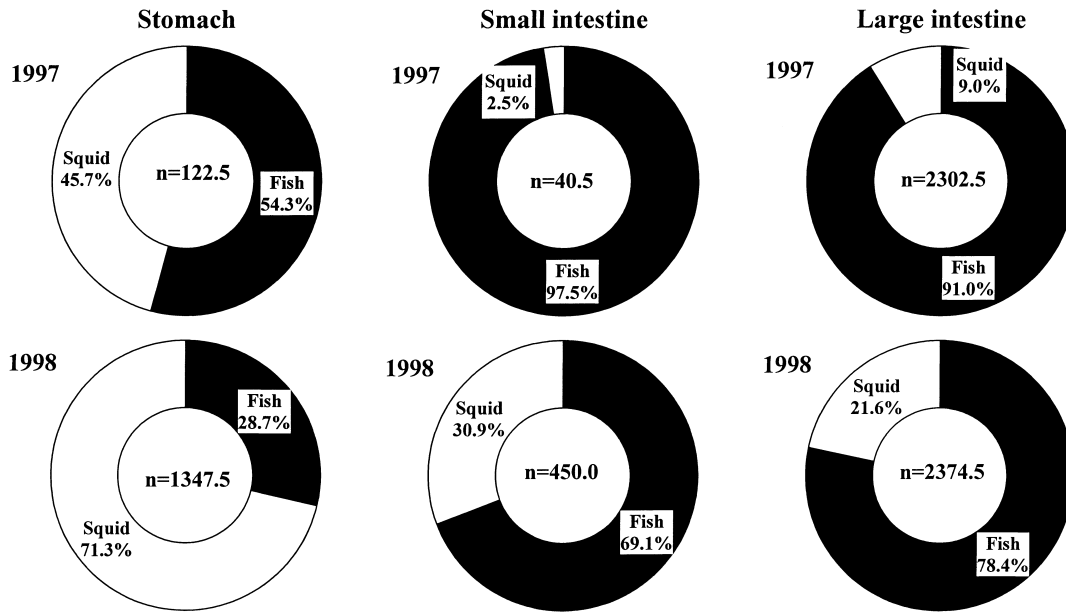 Stomach
Small intestine
Large intestine
1997
Squid
45.7%
n=122.5
Fish
54.3%
1997
Squid
2.5%
n=40.5
Fish
97.5%
1997
Squid
9.0%
n=2302.5
Fish
91.0%
1998
Fish
28.7%
n=1347.5
Squid
71.3%
1998
Squid
30.9%
n=450.0
Fish
69.1%
1998
Squid
21.6%
n=2374.5
Fish
78.4%